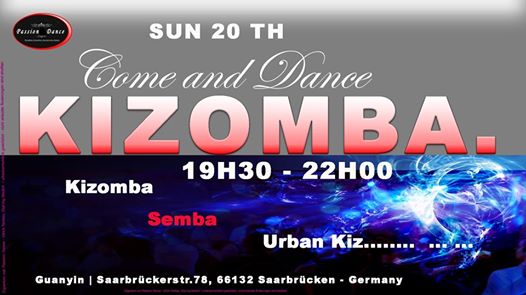 Passion Dance
SUN 20 TH
Come and Dance
KIZOMBA.
19H30 - 22H00
Kizomba
Semba
Urban Kiz........ ... ...
Guanyin | Saarbrückerstr.78, 66132 Saarbrücken - Germany